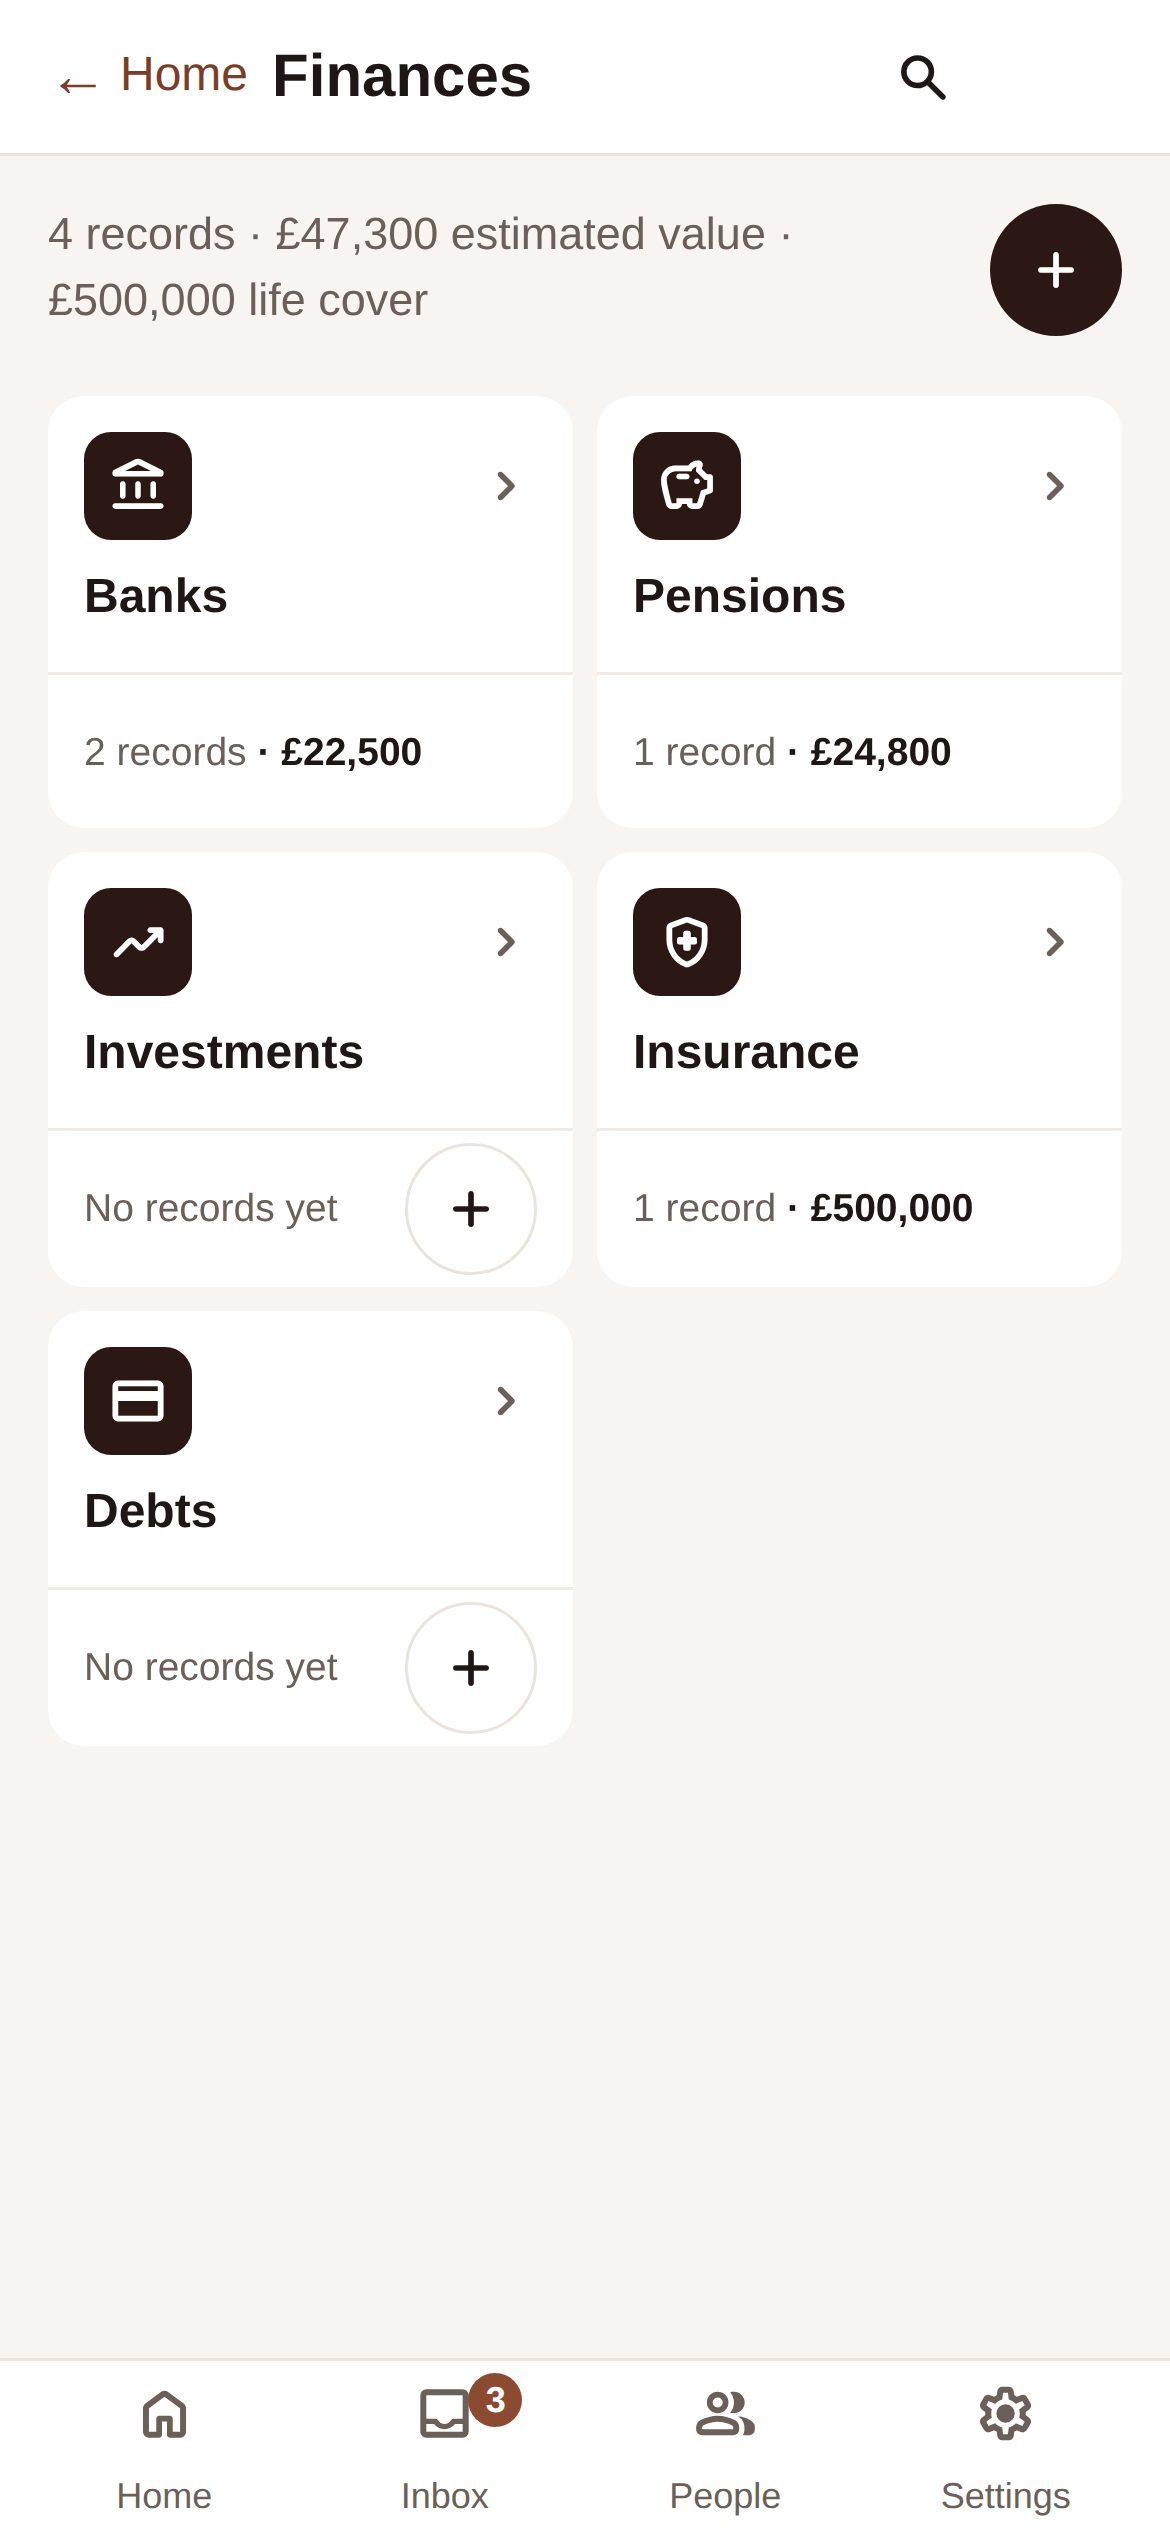 ← Home Finances
4 records · £47,300 estimated value ·
£500,000 life cover
Banks
2 records · £22,500
Pensions
1 record · £24,800
Investments
No records yet
Insurance
1 record · £500,000
Debts
No records yet
Home
Inbox
3
People
Settings